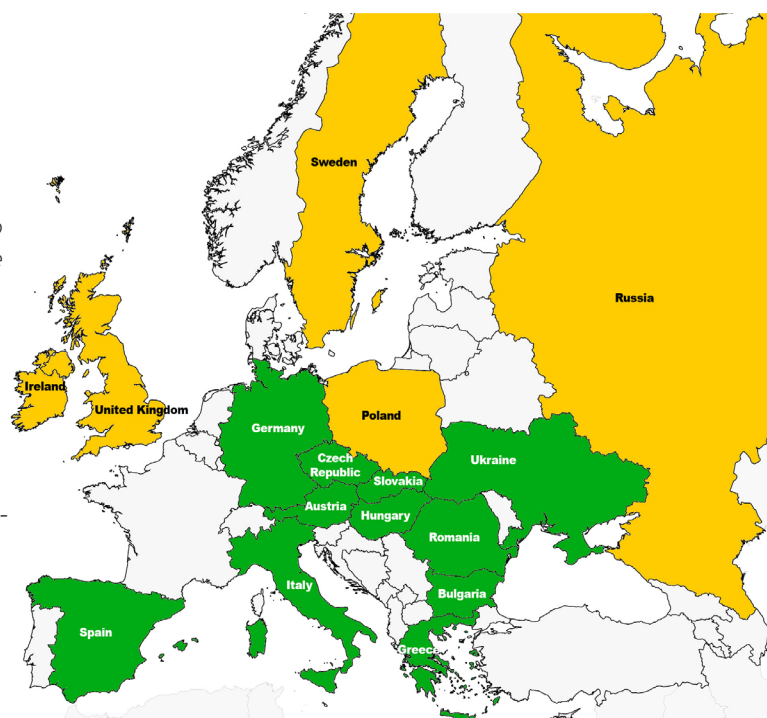 Sweden
Russia
Ireland
United Kingdom
Poland
Germany
Czech
Republic
Ukraine
Slovakia
Austria
Hungary
Romania
Italy
Bulgaria
Spain
Greece